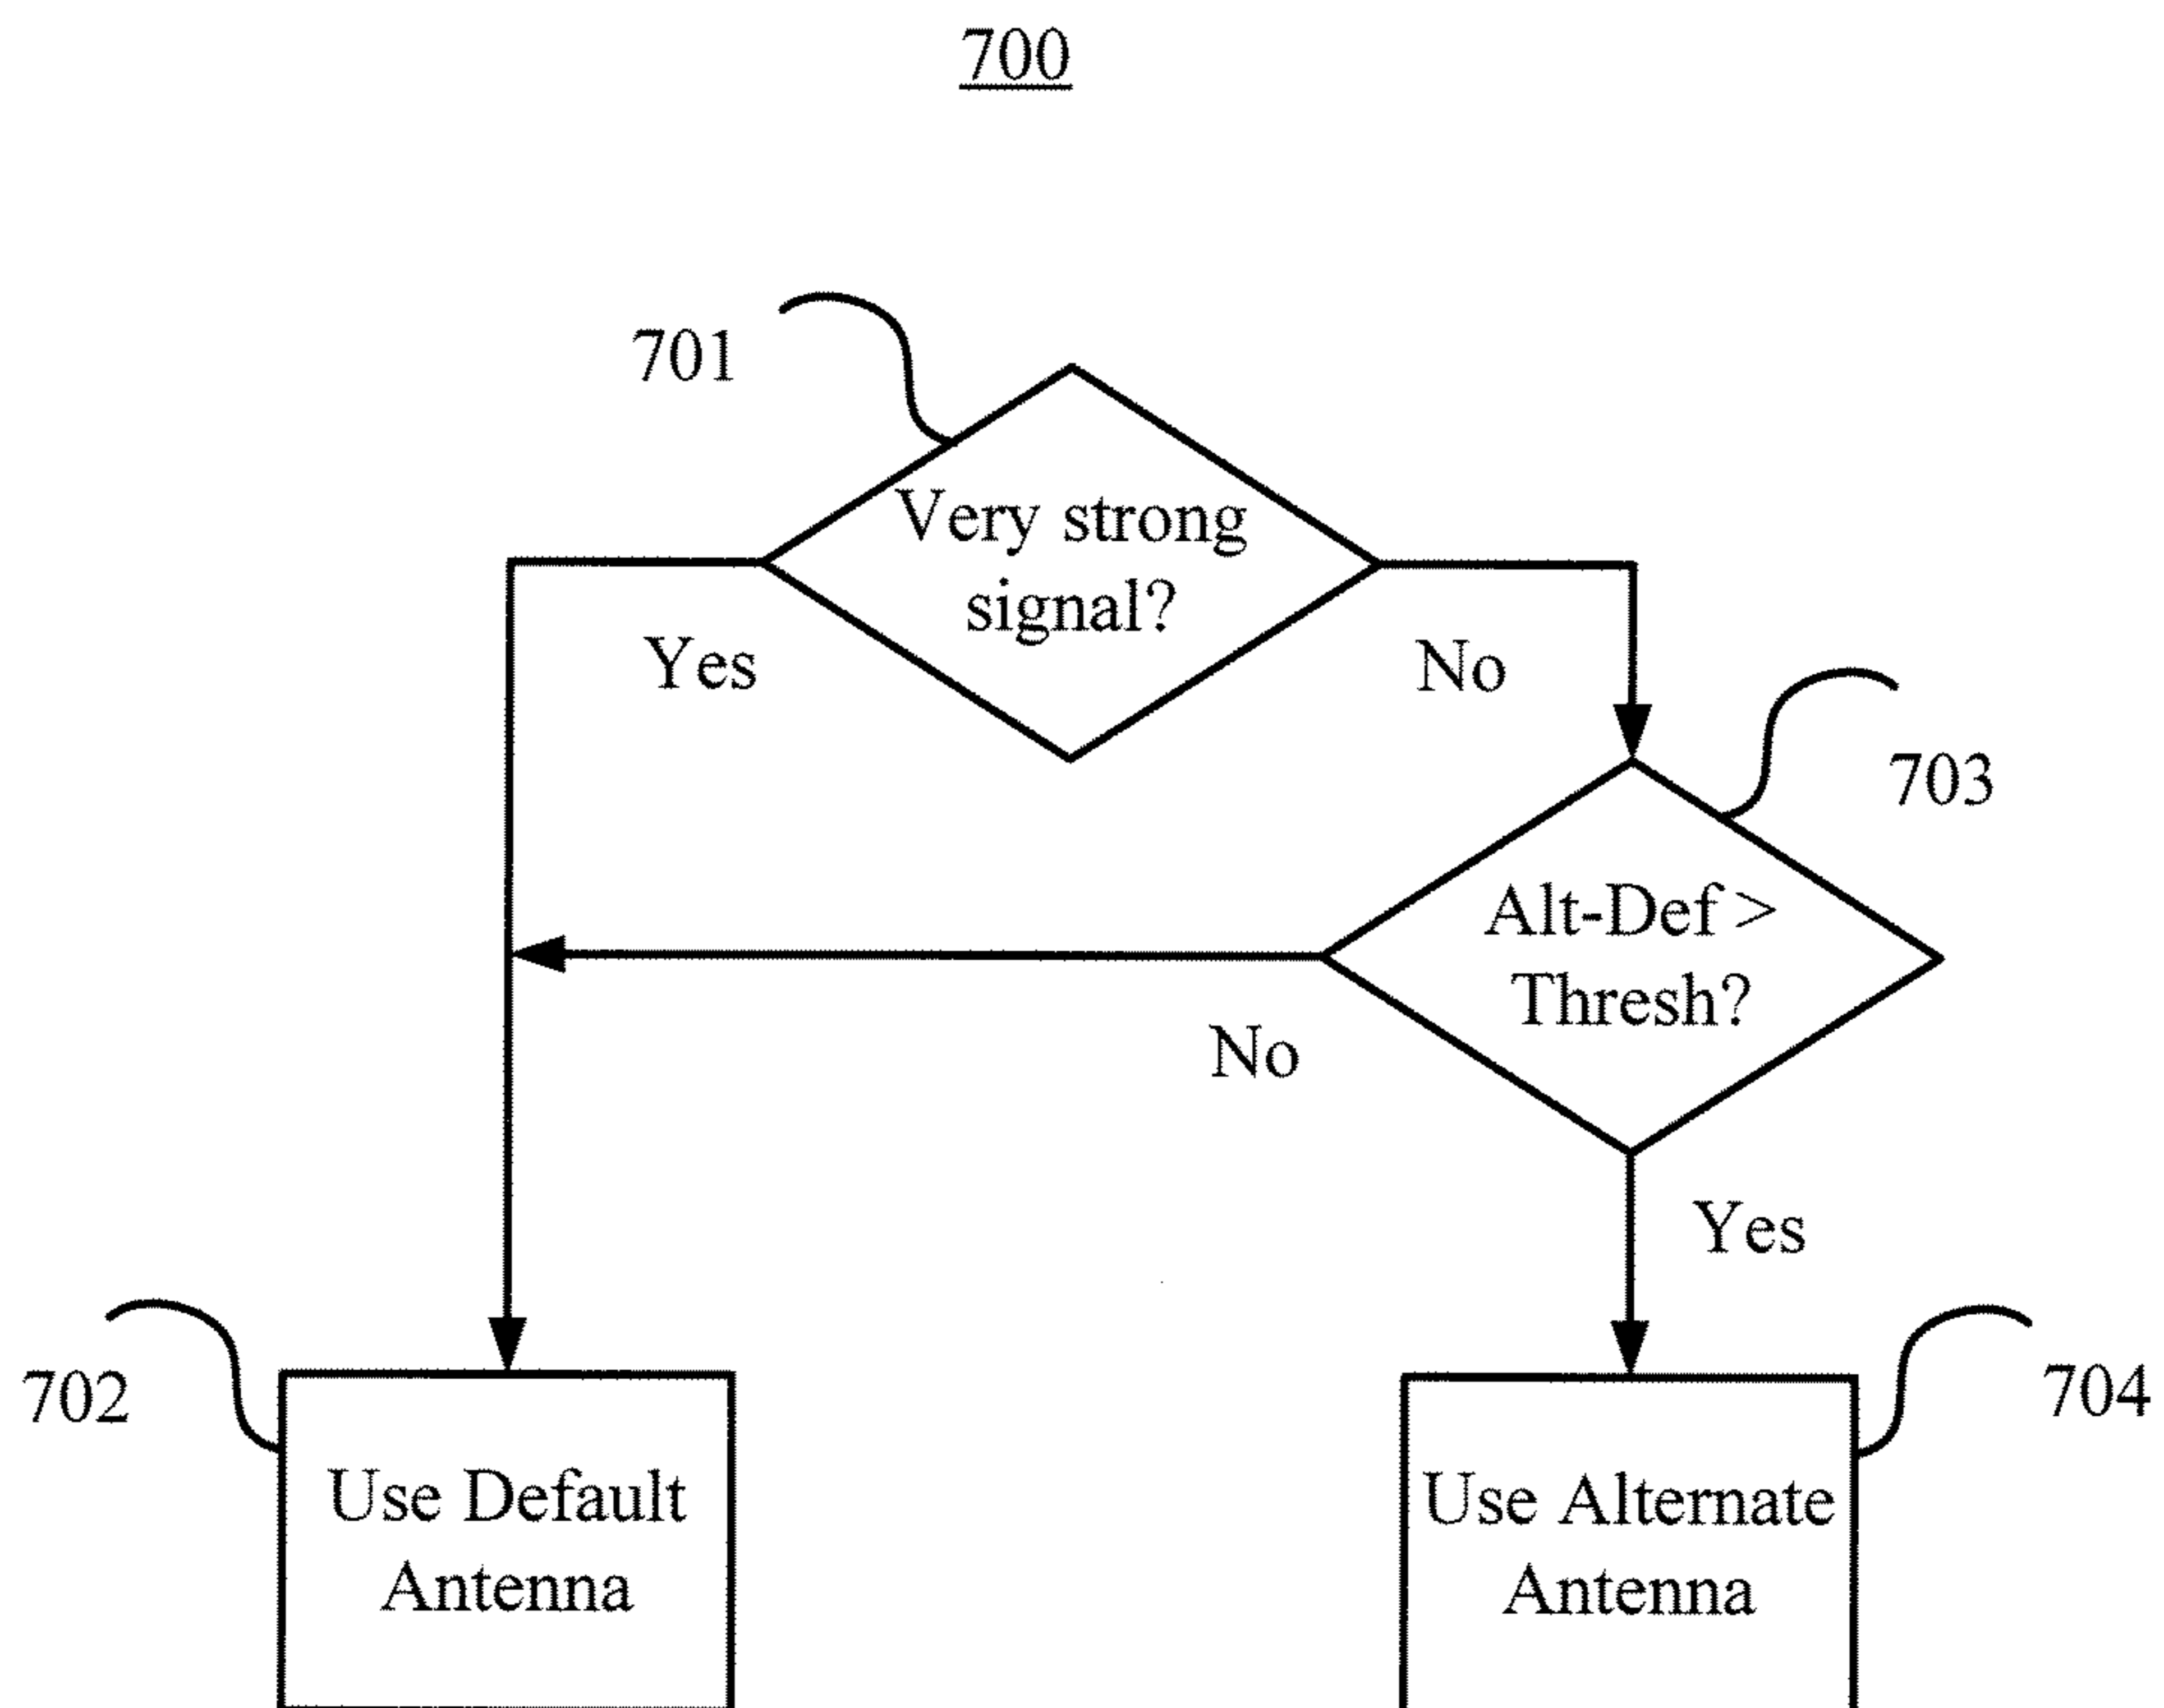 700
701
Very strong
signal?
Yes
No
703
Alt-Def >
Thresh?
No
Yes
702
704
Use Default
Antenna
Use Alternate
Antenna